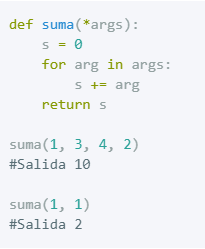 def suma(*args):
    s = 0
    for arg in args:
        s += arg
    return s

suma(1, 3, 4, 2)
#Salida 10

suma(1, 1)
#Salida 2